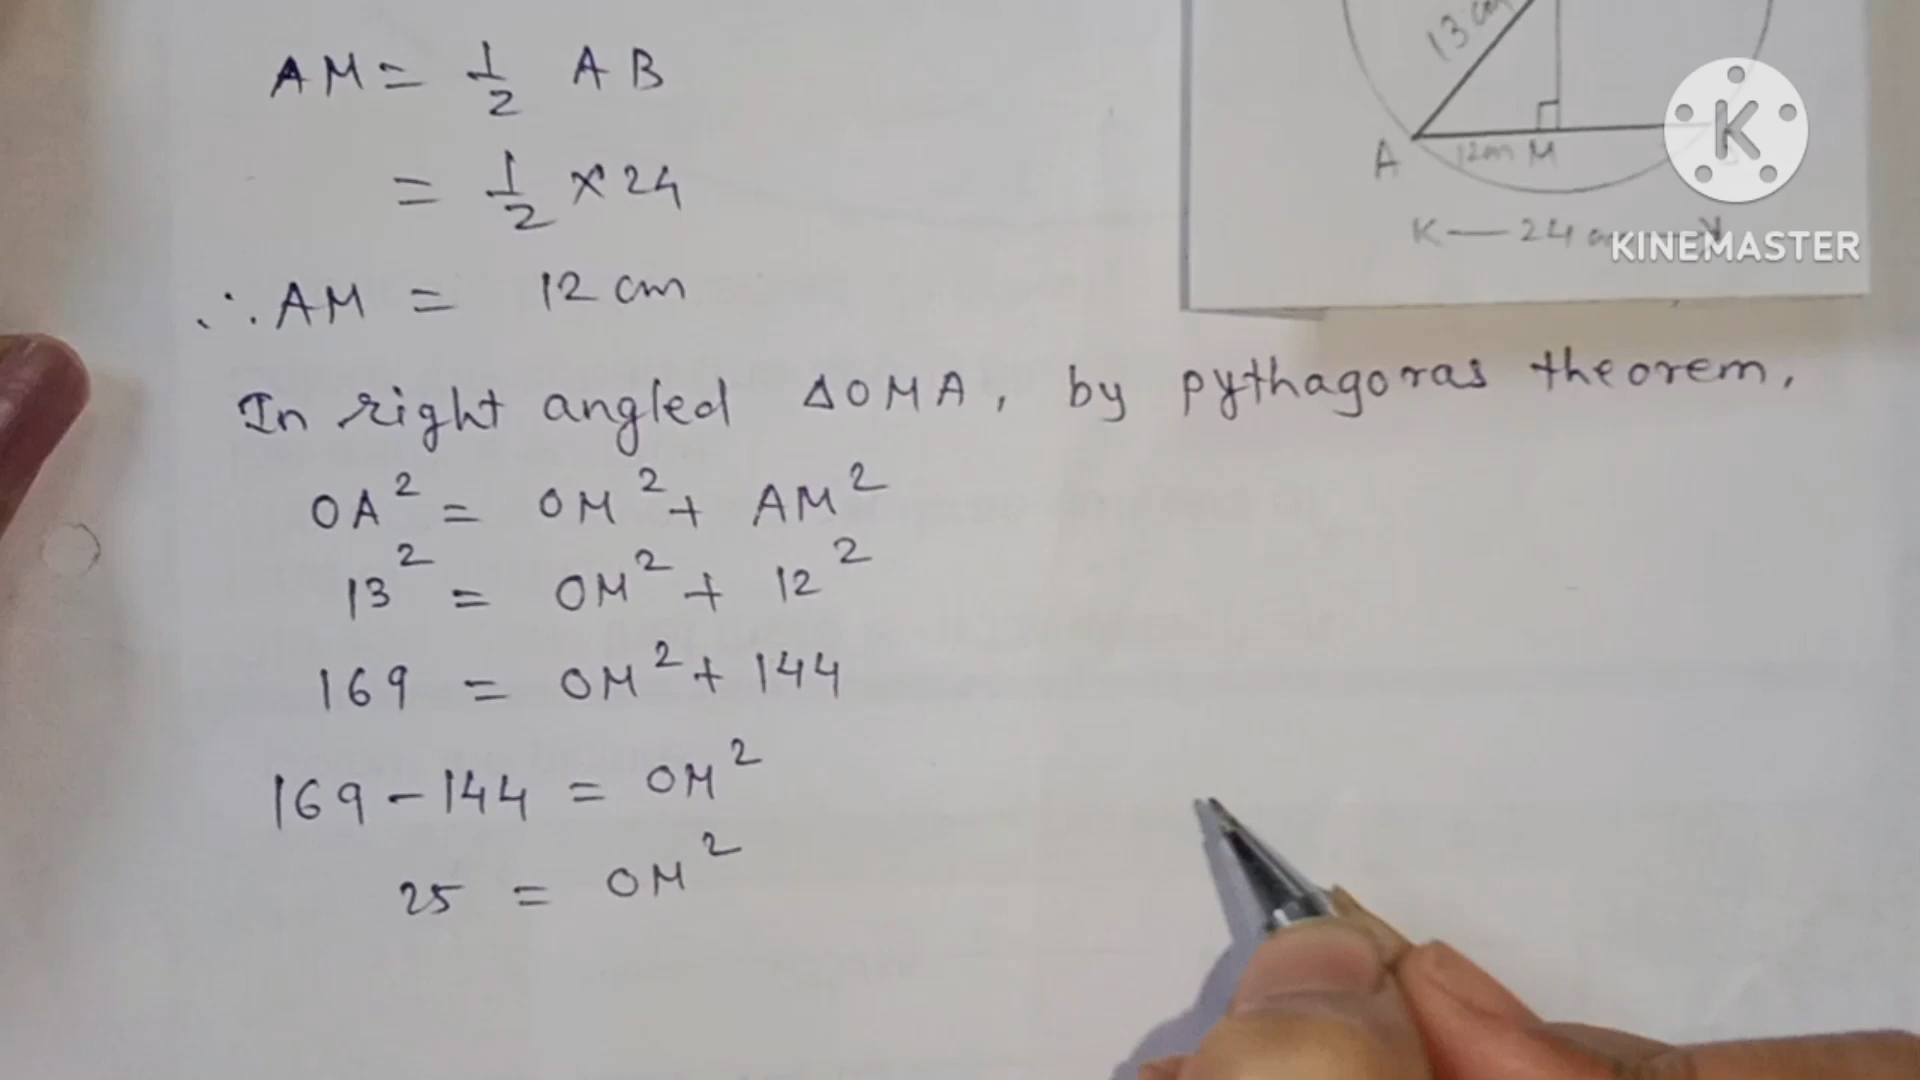 AM = 1/2 AB
= 1/2 × 24
∴ AM = 12 cm
In right angled ΔOMA, by pythagoras theorem,
OA² = OM² + AM²
13² = OM² + 12²
169 = OM² + 144
169 - 144 = OM²
25 = OM²
13 cm
A 12cm M
K — 24
KINEMASTER